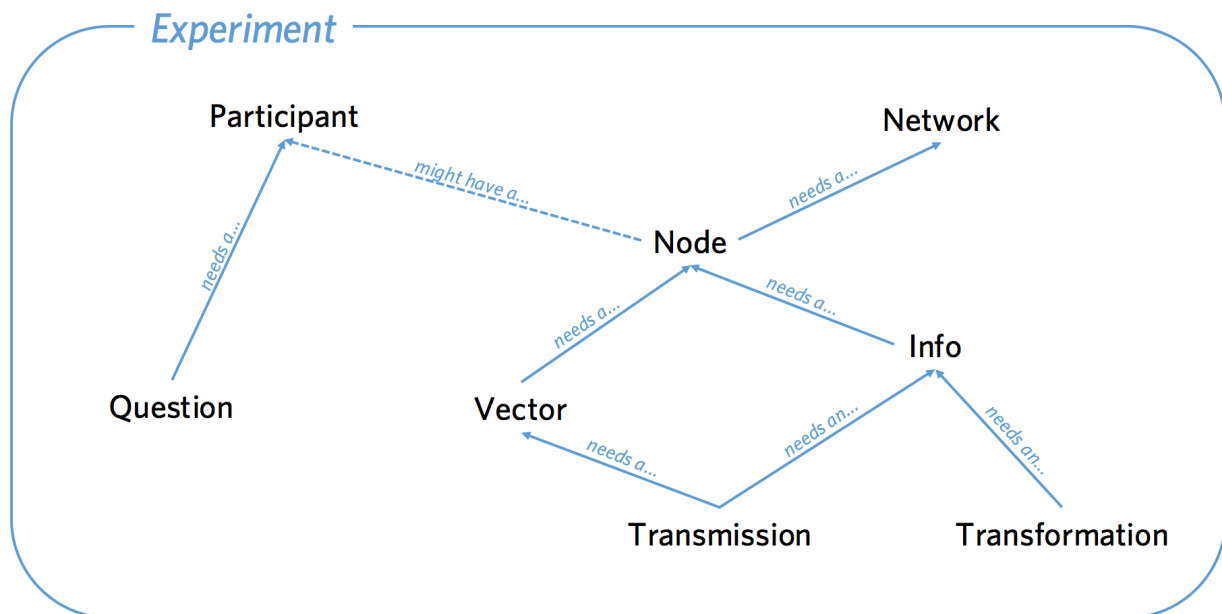 Experiment
Participant
Network
might have a...
needs a...
needs a...
Node
needs a...
needs a...
Info
Question
Vector
needs a...
needs an...
needs an...
Transmission
Transformation